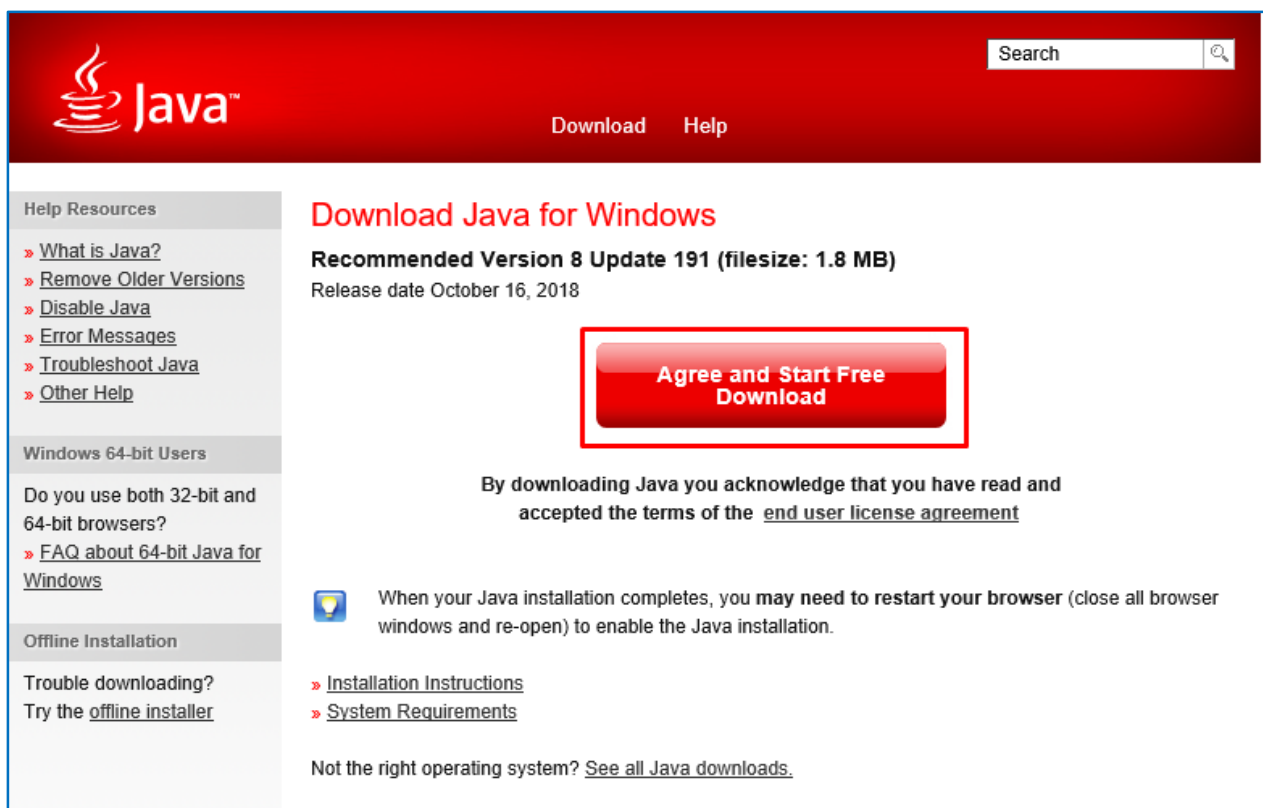 Search
Java™
Download Help
Help Resources
» What is Java?
» Remove Older Versions
» Disable Java
» Error Messages
» Troubleshoot Java
» Other Help
Windows 64-bit Users
Do you use both 32-bit and
64-bit browsers?
» FAQ about 64-bit Java for
Windows
Offline Installation
Trouble downloading?
Try the offline installer
Download Java for Windows
Recommended Version 8 Update 191 (filesize: 1.8 MB)
Release date October 16, 2018
Agree and Start Free
Download
By downloading Java you acknowledge that you have read and
accepted the terms of the end user license agreement
When your Java installation completes, you may need to restart your browser (close all browser
windows and re-open) to enable the Java installation.
» Installation Instructions
» System Requirements
Not the right operating system? See all Java downloads.